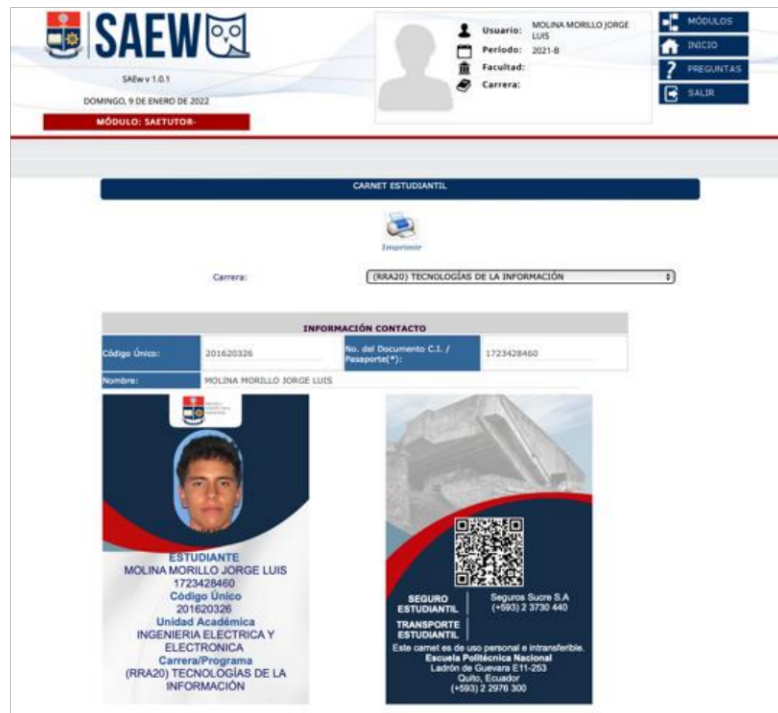 SAEW
SAEw v 1.0.1
DOMINGO, 9 DE ENERO DE 2022
MÓDULO: SAETUTOR-
Usuario: MOLINA MORILLO JORGE LUIS
Periodo: 2021-B
Facultad:
Carrera:
MÓDULOS
INICIO
PREGUNTAS
SALIR
CARNET ESTUDIANTIL
Imprimir
Carrera: (RRA20) TECNOLOGÍAS DE LA INFORMACIÓN
INFORMACIÓN CONTACTO
Código Único: 201620326 No. del Documento C.I. / Pasaporte(*): 1723428460
Nombre: MOLINA MORILLO JORGE LUIS
ESTUDIANTE
MOLINA MORILLO JORGE LUIS
1723428460
Código Único
201620326
Unidad Académica
INGENIERIA ELECTRICA Y
ELECTRONICA
Carrera/Programa
(RRA20) TECNOLOGÍAS DE LA
INFORMACIÓN
SEGURO ESTUDIANTIL
Seguros Sucre S.A
(+593) 2 3730 440
TRANSPORTE
ESTUDIANTIL
Este carnet es de uso personal e intransferible.
Escuela Politécnica Nacional
Ladrón de Guevara E11-253
Quito, Ecuador
(+593) 2 2976 300